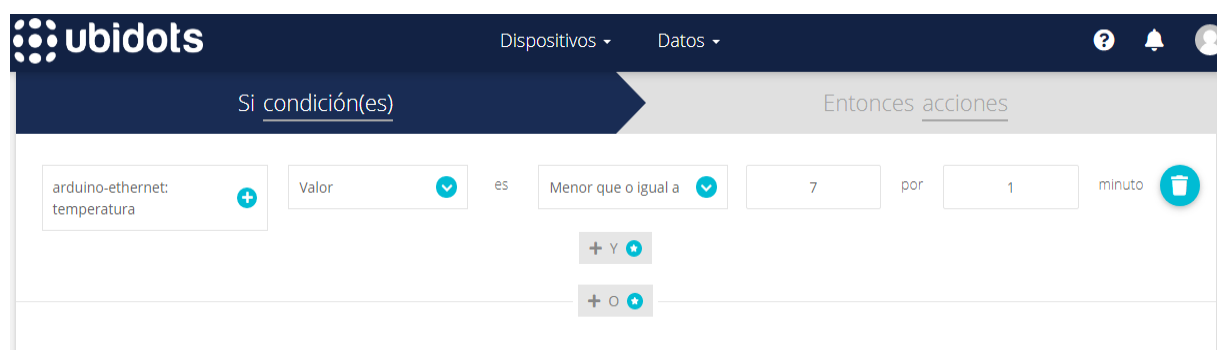 ubidots Dispositivos Datos ?
Si condición(es) Entonces acciones
arduino-ethernet: temperatura Valor es Menor que o igual a 7 por 1 minuto
+ Y
+ O